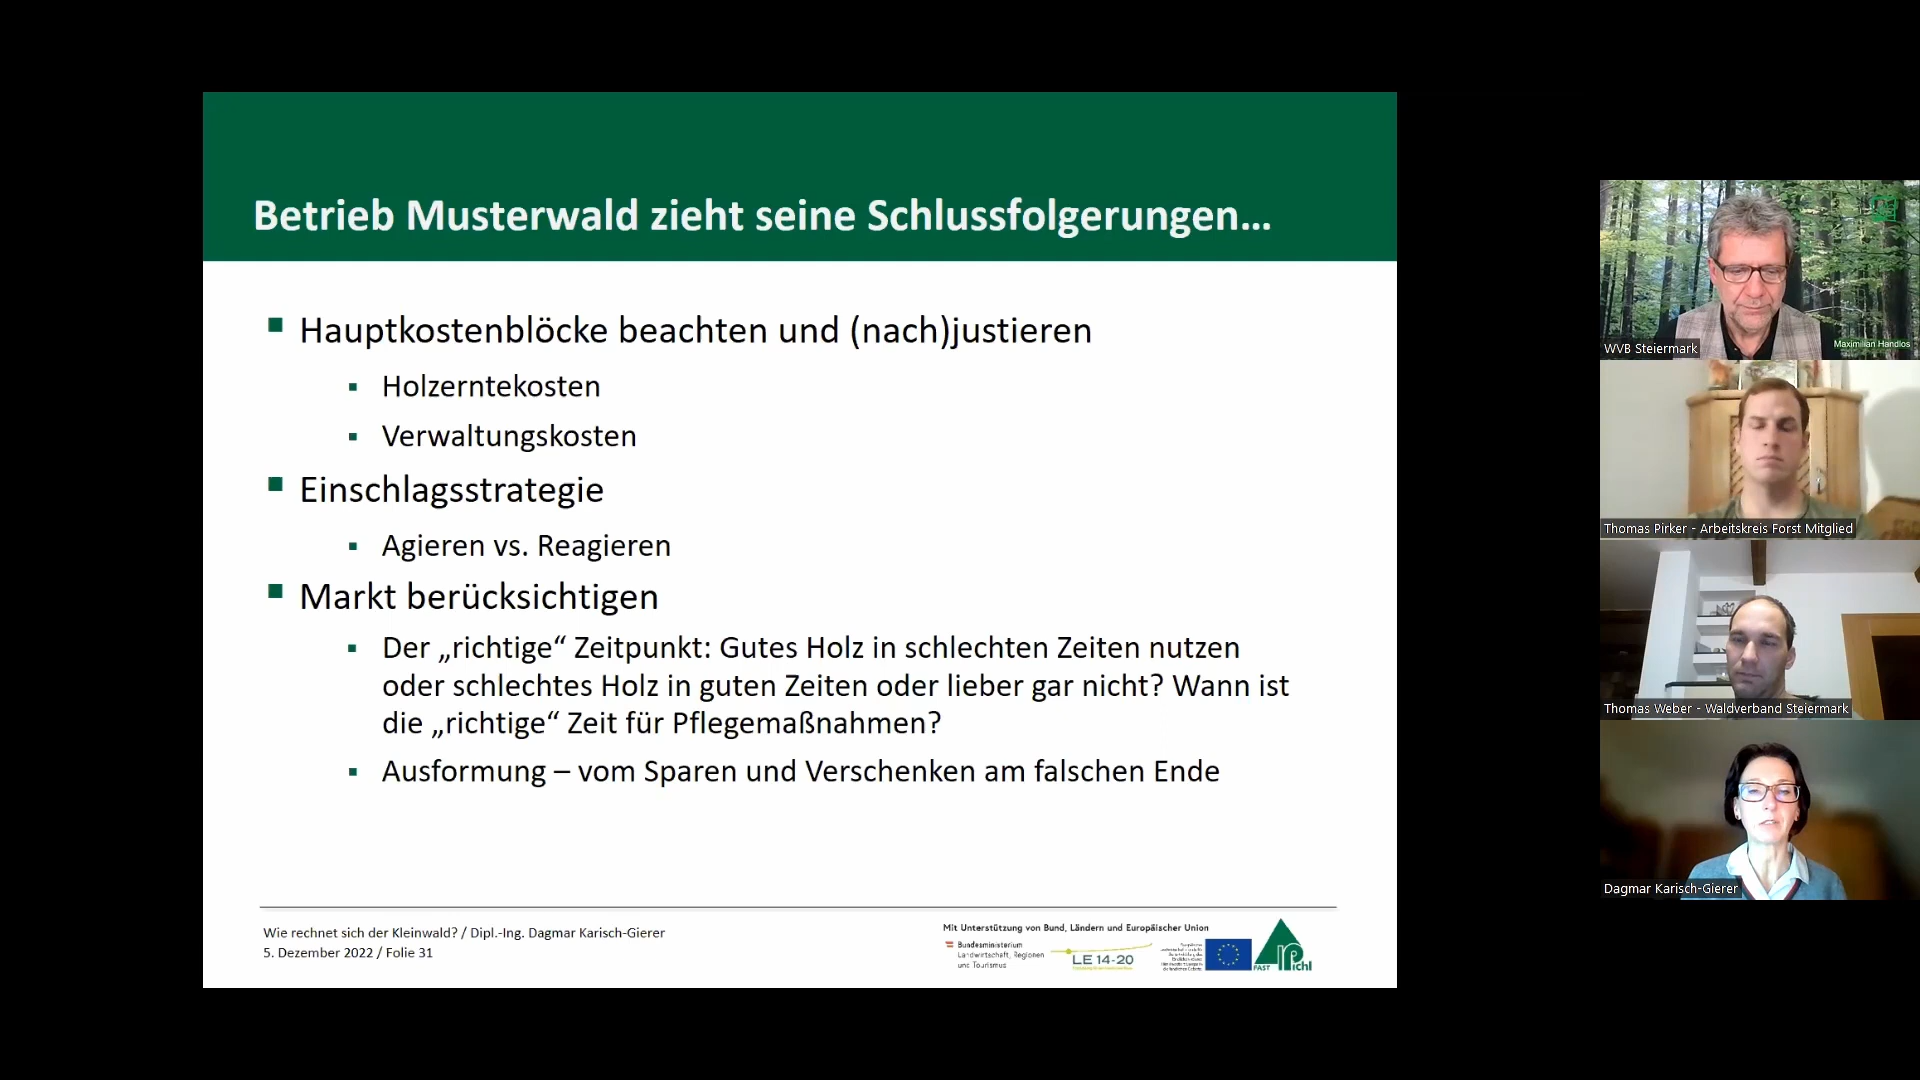 Betrieb Musterwald zieht seine Schlussfolgerungen...
Hauptkostenblöcke beachten und (nach)justieren
Holzerntekosten
Verwaltungskosten
Einschlagsstrategie
Agieren vs. Reagieren
Markt berücksichtigen
Der „richtige“ Zeitpunkt: Gutes Holz in schlechten Zeiten nutzen
oder schlechtes Holz in guten Zeiten oder lieber gar nicht? Wann ist
die „richtige“ Zeit für Pflegemaßnahmen?
Ausformung – vom Sparen und Verschenken am falschen Ende
Wie rechnet sich der Kleinwald? / Dipl.-Ing. Dagmar Karisch-Gierer
5. Dezember 2022 / Folie 31
Mit Unterstützung von Bund, Ländern und Europäischer Union
Bundesministerium
Landwirtschaft, Regionen
und Tourismus
LE 14-20
FAST Pichl
WVB Steiermark
Maximilian Handlos
Thomas Pirker - Arbeitskreis Forst Mitglied
Thomas Weber - Waldverband Steiermark
Dagmar Karisch-Gierer